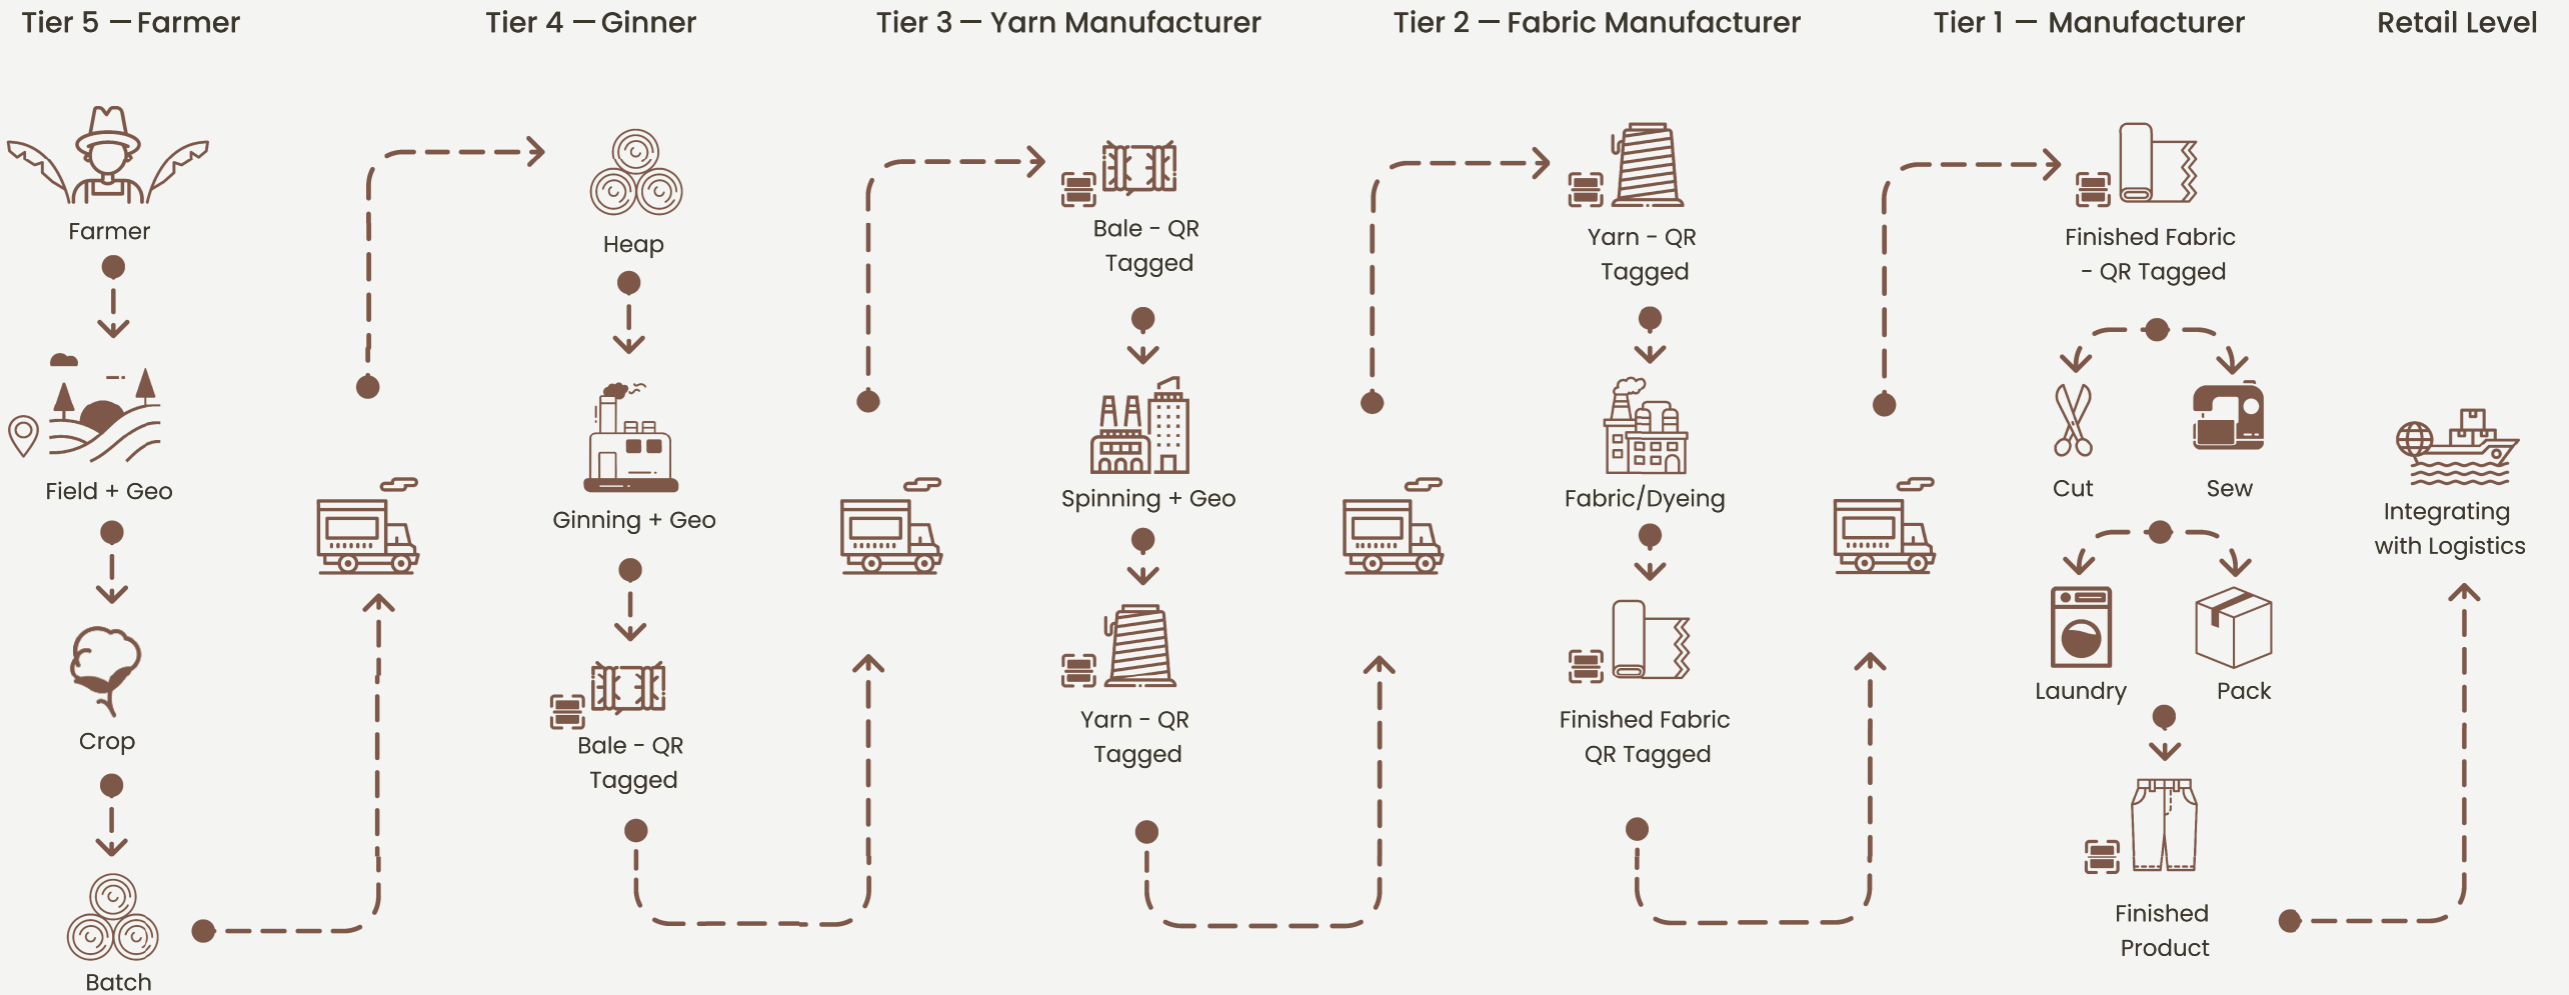 Tier 5 — Farmer
Tier 4 — Ginner
Tier 3 — Yarn Manufacturer
Tier 2 — Fabric Manufacturer
Tier 1 — Manufacturer
Retail Level
Farmer
Field + Geo
Crop
Batch
Heap
Ginning + Geo
Bale - QR
Tagged
Bale - QR
Tagged
Spinning + Geo
Yarn - QR
Tagged
Yarn - QR
Tagged
Fabric/Dyeing
Finished Fabric
QR Tagged
Finished Fabric
- QR Tagged
Cut
Sew
Laundry
Pack
Finished
Product
Integrating
with Logistics